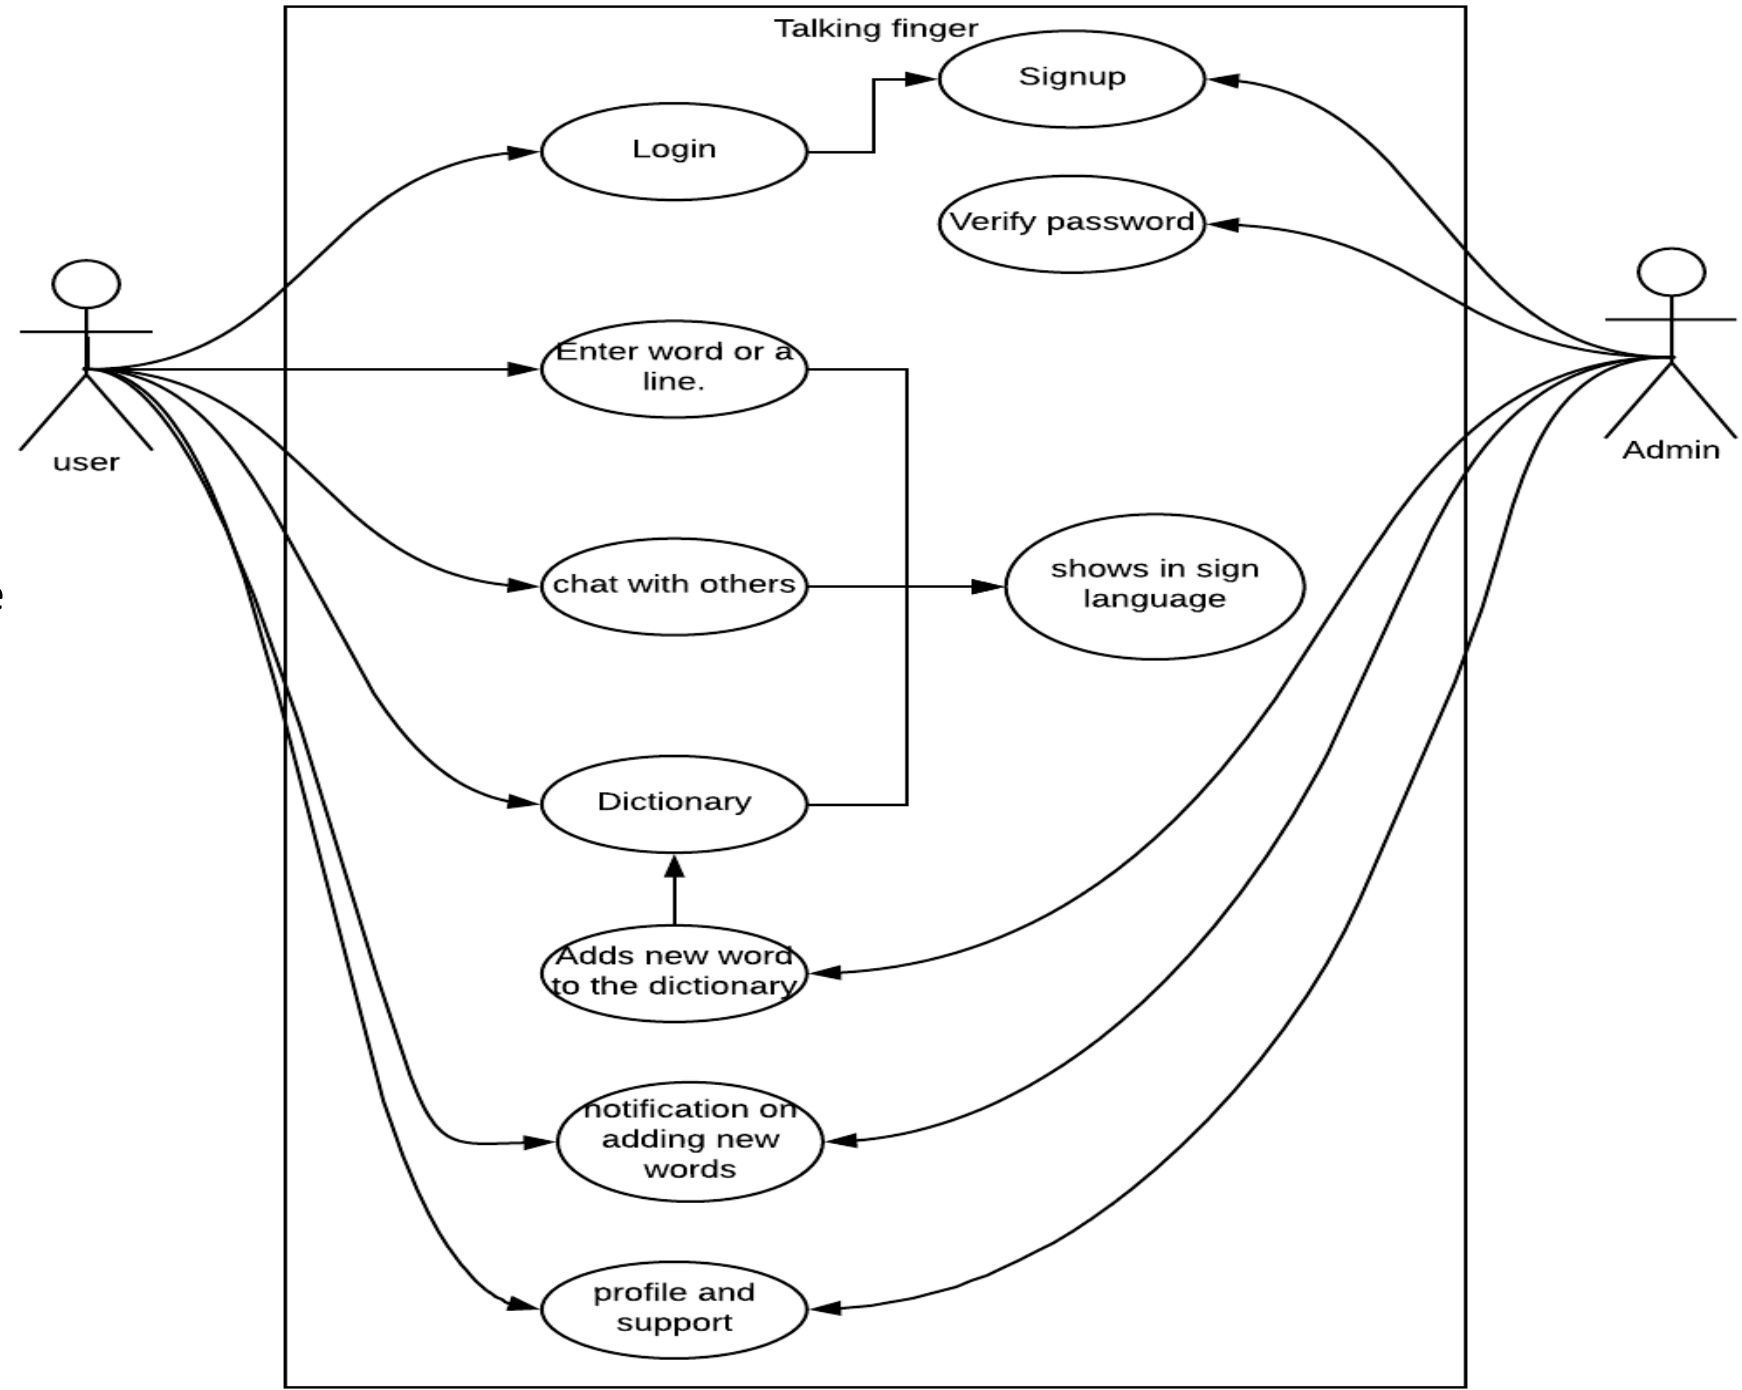 Talking finger
Signup
Login
Verify password
Enter word or a
line.
user
Admin
shows in sign
language
chat with others
e
Dictionary
Adds new word
to the dictionary
notification on
adding new
words
profile and
support